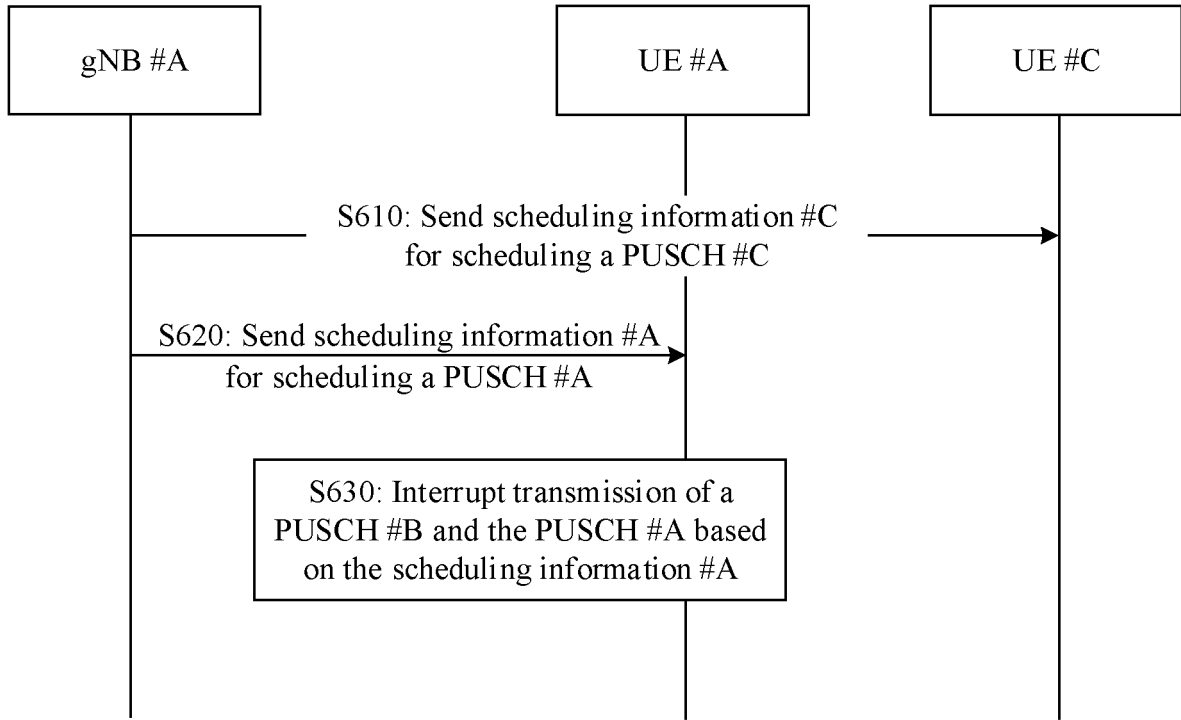 gNB #A
UE #A
UE #C
S610: Send scheduling information #C
for scheduling a PUSCH #C
S620: Send scheduling information #A
for scheduling a PUSCH #A
S630: Interrupt transmission of a
PUSCH #B and the PUSCH #A based
on the scheduling information #A